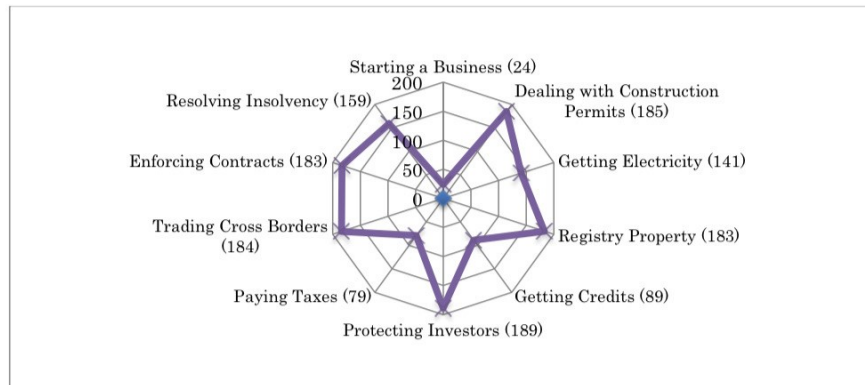 Starting a Business (24)
200
150
100
50
0
Dealing with Construction
Permits (185)
Getting Electricity (141)
Registry Property (183)
Getting Credits (89)
Protecting Investors (189)
Paying Taxes (79)
Trading Cross Borders
(184)
Enforcing Contracts (183)
Resolving Insolvency (159)